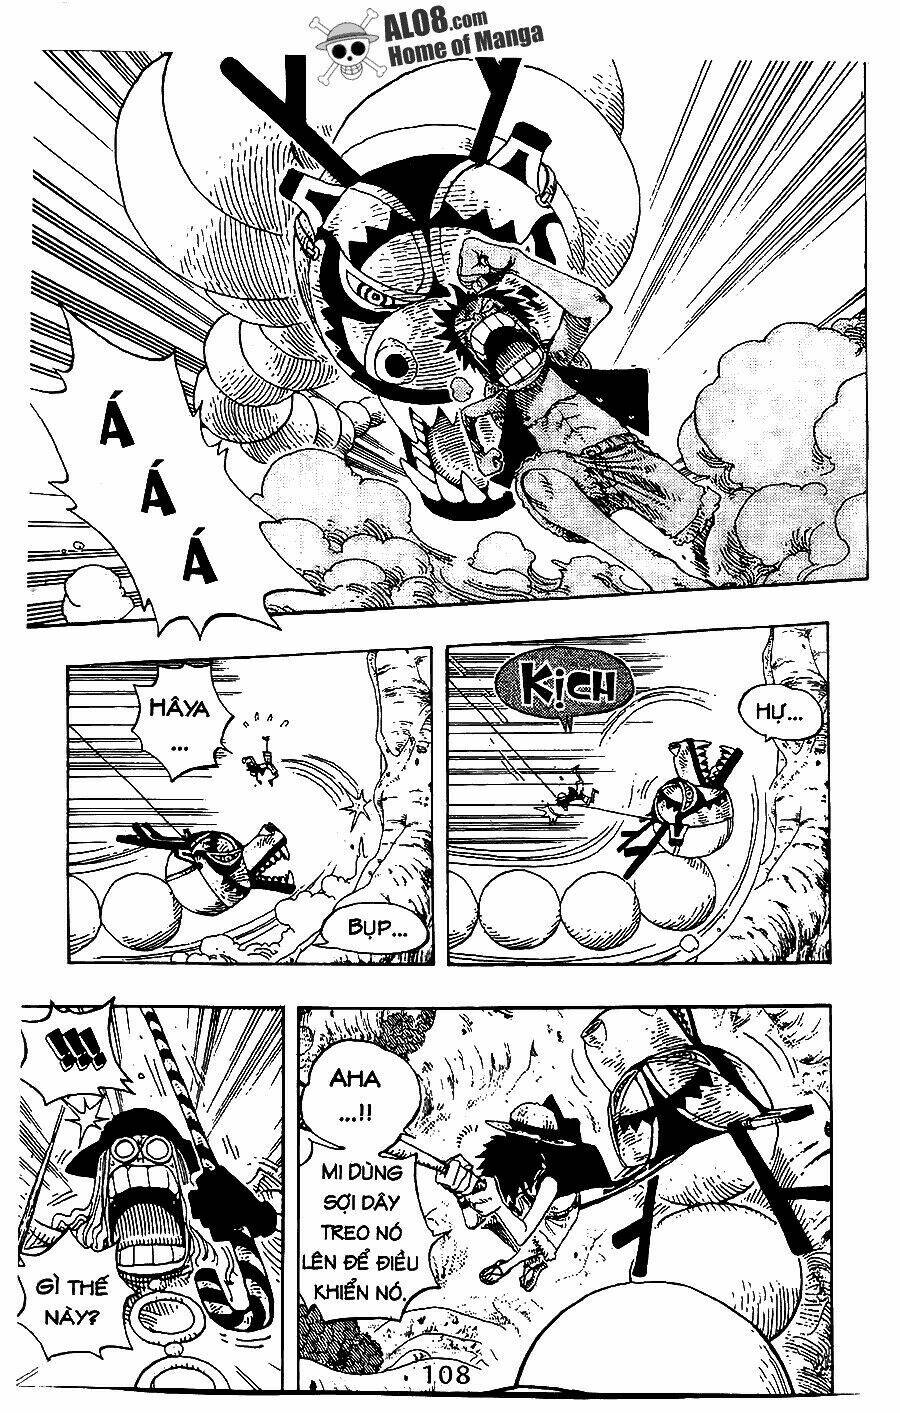 AL08.com
Home of Manga
Á
Á
Á
HÂYA
...
BỤP...
KỊCH
HỰ...
!!!
GÌ THẾ
NÀY?
AHA
...!!
MI DÙNG
SỢI DÂY
TREO NÓ
LÊN ĐỂ ĐIỀU
KHIỂN NÓ.
108